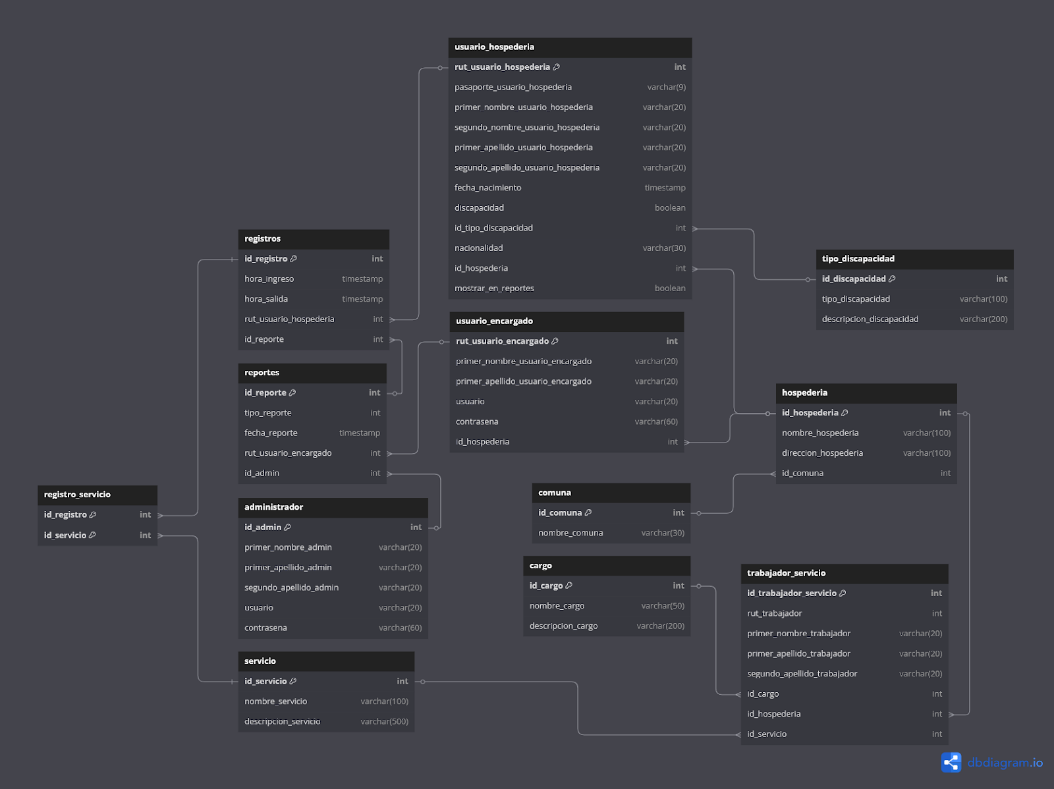 usuario_hospederia
rut_usuario_hospederia int
pasaporte_usuario_hospederia varchar(9)
primer_nombre_usuario_hospederia varchar(20)
segundo_nombre_usuario_hospederia varchar(20)
primer_apellido_usuario_hospederia varchar(20)
segundo_apellido_usuario_hospederia varchar(20)
fecha_nacimiento timestamp
discapacidad boolean
id_tipo_discapacidad int
nacionalidad varchar(30)
id_hospederia int
mostrar_en_reportes boolean
registros
id_registro int
hora_ingreso timestamp
hora_salida timestamp
rut_usuario_hospederia int
id_reporte int
tipo_discapacidad
id_discapacidad int
tipo_discapacidad varchar(100)
descripcion_discapacidad varchar(200)
usuario_encargado
rut_usuario_encargado int
primer_nombre_usuario_encargado varchar(20)
primer_apellido_usuario_encargado varchar(20)
usuario varchar(20)
contrasena varchar(60)
id_hospederia int
reportes
id_reporte int
tipo_reporte int
fecha_reporte timestamp
rut_usuario_encargado int
id_admin int
hospederia
id_hospederia int
nombre_hospederia varchar(100)
direccion_hospederia varchar(100)
id_comuna int
registro_servicio
id_registro int
id_servicio int
comuna
id_comuna int
nombre_comuna varchar(30)
administrador
id_admin int
primer_nombre_admin varchar(20)
primer_apellido_admin varchar(20)
segundo_apellido_admin varchar(20)
usuario varchar(20)
contrasena varchar(60)
cargo
id_cargo int
nombre_cargo varchar(50)
descripcion_cargo varchar(200)
trabajador_servicio
id_trabajador_servicio int
rut_trabajador int
primer_nombre_trabajador varchar(20)
primer_apellido_trabajador varchar(20)
segundo_apellido_trabajador varchar(20)
id_cargo int
id_hospederia int
id_servicio int
servicio
id_servicio int
nombre_servicio varchar(100)
descripcion_servicio varchar(500)
dbdiagram.io